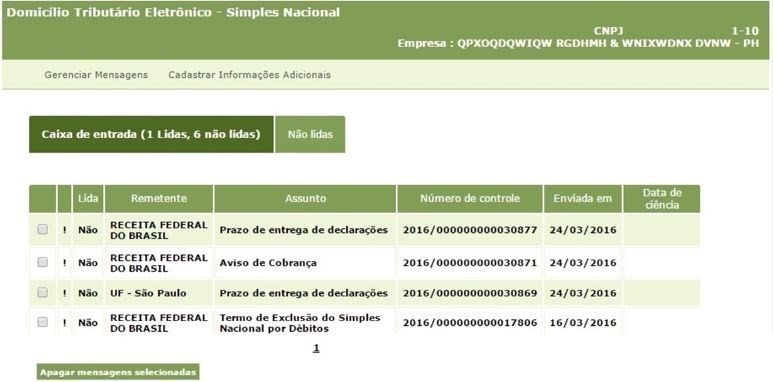 Domicílio Tributário Eletrônico - Simples Nacional
CNPJ 1-10
Empresa : QPXOQDQWIQW RGDHMH & WNIXWDNX DVNW - PH
Gerenciar Mensagens Cadastrar Informações Adicionais
Caixa de entrada (1 Lidas, 6 não lidas) Não lidas
Lida Remetente Assunto Número de controle Enviada em Data de
ciência
! Não RECEITA FEDERAL
DO BRASIL Prazo de entrega de declarações 2016/000000000030877 24/03/2016
! Não RECEITA FEDERAL
DO BRASIL Aviso de Cobrança 2016/000000000030871 24/03/2016
! Não UF - São Paulo Prazo de entrega de declarações 2016/000000000030869 24/03/2016
! Não RECEITA FEDERAL
DO BRASIL Termo de Exclusão do Simples
Nacional por Débitos 2016/000000000017806 16/03/2016
1
Apagar mensagens selecionadas